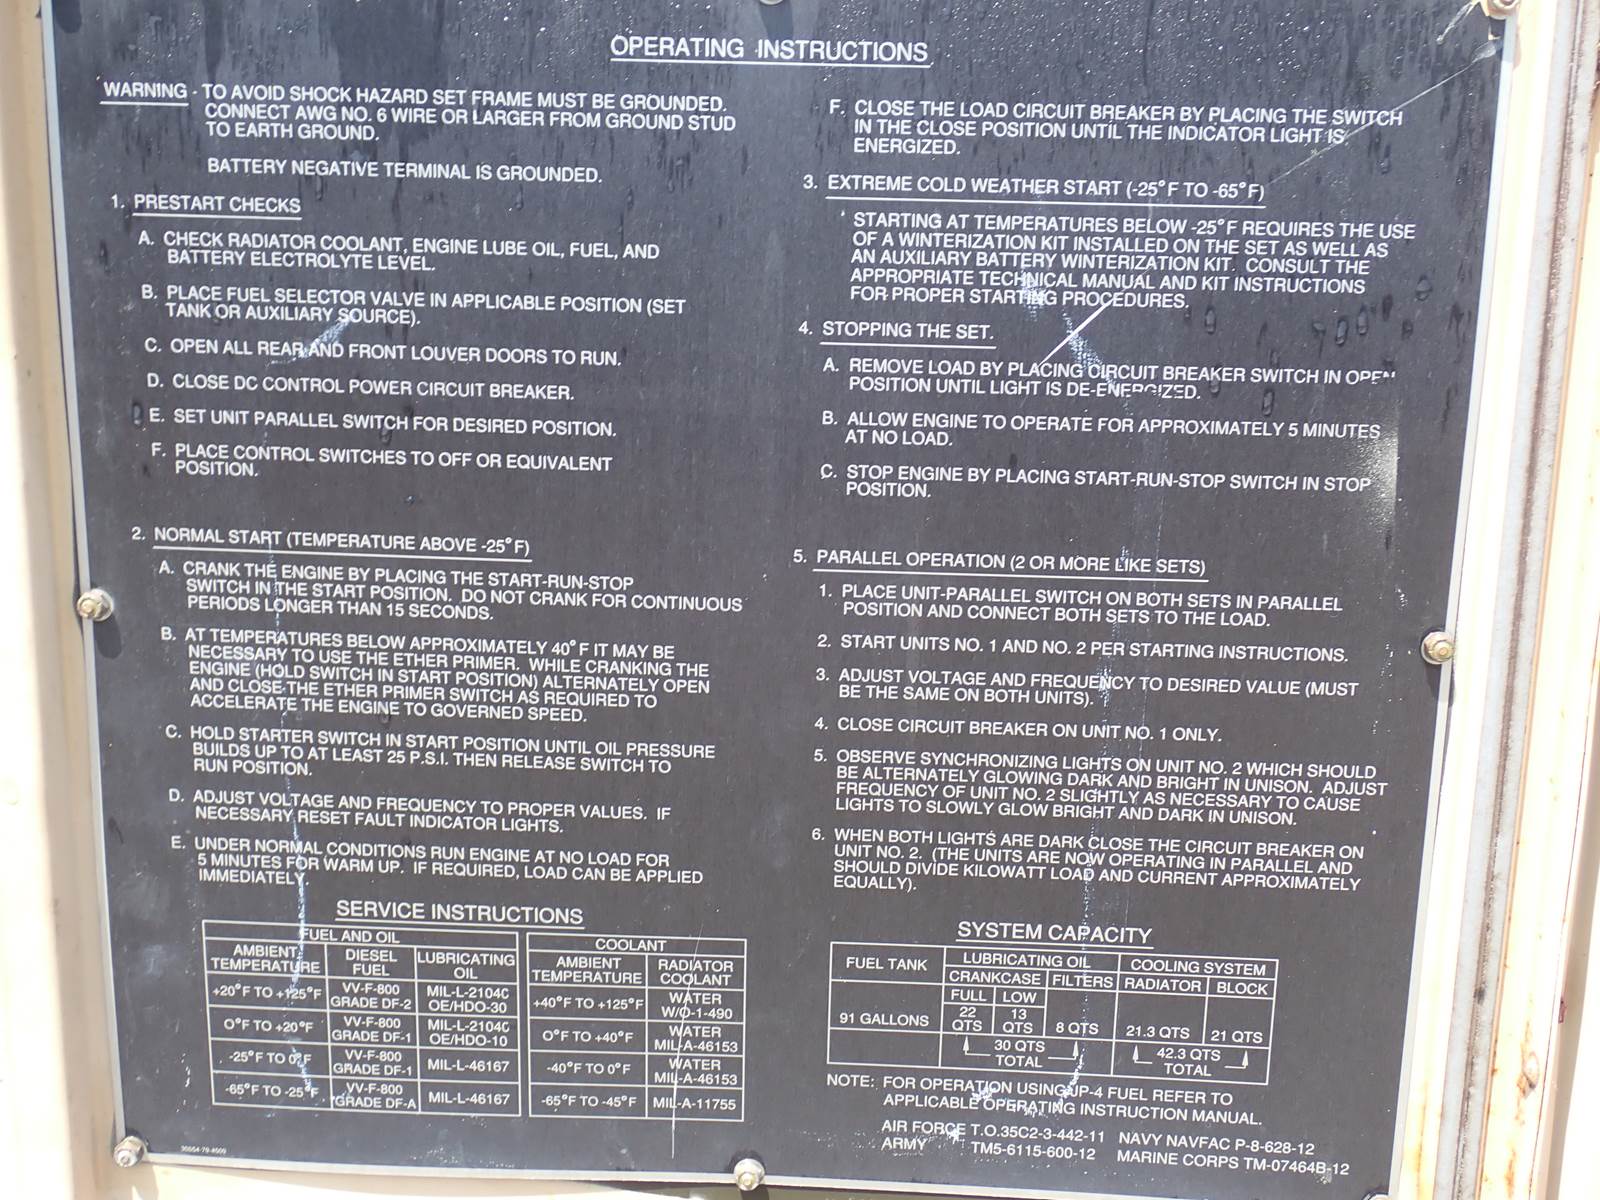 OPERATING INSTRUCTIONS
WARNING - TO AVOID SHOCK HAZARD SET FRAME MUST BE GROUNDED.
CONNECT AWG NO. 6 WIRE OR LARGER FROM GROUND STUD
TO EARTH GROUND.
BATTERY NEGATIVE TERMINAL IS GROUNDED.
1. PRESTART CHECKS
A. CHECK RADIATOR COOLANT, ENGINE LUBE OIL, FUEL, AND
BATTERY ELECTROLYTE LEVEL.
B. PLACE FUEL SELECTOR VALVE IN APPLICABLE POSITION (SET
TANK OR AUXILIARY SOURCE).
C. OPEN ALL REAR AND FRONT LOUVER DOORS TO RUN.
D. CLOSE DC CONTROL POWER CIRCUIT BREAKER.
E. SET UNIT PARALLEL SWITCH FOR DESIRED POSITION.
F. PLACE CONTROL SWITCHES TO OFF OR EQUIVALENT
POSITION.
2. NORMAL START (TEMPERATURE ABOVE -25°F)
A. CRANK THE ENGINE BY PLACING THE START-RUN-STOP
SWITCH IN THE START POSITION. DO NOT CRANK FOR CONTINUOUS
PERIODS LONGER THAN 15 SECONDS.
B. AT TEMPERATURES BELOW APPROXIMATELY 40°F IT MAY BE
NECESSARY TO USE THE ETHER PRIMER. WHILE CRANKING THE
ENGINE (HOLD SWITCH IN START POSITION) ALTERNATELY OPEN
AND CLOSE THE ETHER PRIMER SWITCH AS REQUIRED TO
ACCELERATE THE ENGINE TO GOVERNED SPEED.
C. HOLD STARTER SWITCH IN START POSITION UNTIL OIL PRESSURE
BUILDS UP TO AT LEAST 25 P.S.I. THEN RELEASE SWITCH TO
RUN POSITION.
D. ADJUST VOLTAGE AND FREQUENCY TO PROPER VALUES. IF
NECESSARY RESET FAULT INDICATOR LIGHTS.
E. UNDER NORMAL CONDITIONS RUN ENGINE AT NO LOAD FOR
5 MINUTES FOR WARM UP. IF REQUIRED, LOAD CAN BE APPLIED
IMMEDIATELY.
F. CLOSE THE LOAD CIRCUIT BREAKER BY PLACING THE SWITCH
IN THE CLOSE POSITION UNTIL THE INDICATOR LIGHT IS
ENERGIZED.
3. EXTREME COLD WEATHER START (-25°F TO -65°F)
STARTING AT TEMPERATURES BELOW -25°F REQUIRES THE USE
OF A WINTERIZATION KIT INSTALLED ON THE SET AS WELL AS
AN AUXILIARY BATTERY WINTERIZATION KIT. CONSULT THE
APPROPRIATE TECHNICAL MANUAL AND KIT INSTRUCTIONS
FOR PROPER STARTING PROCEDURES.
4. STOPPING THE SET.
A. REMOVE LOAD BY PLACING CIRCUIT BREAKER SWITCH IN OPEN
POSITION UNTIL LIGHT IS DE-ENERGIZED.
B. ALLOW ENGINE TO OPERATE FOR APPROXIMATELY 5 MINUTES
AT NO LOAD.
C. STOP ENGINE BY PLACING START-RUN-STOP SWITCH IN STOP
POSITION.
5. PARALLEL OPERATION (2 OR MORE LIKE SETS)
1. PLACE UNIT-PARALLEL SWITCH ON BOTH SETS IN PARALLEL
POSITION AND CONNECT BOTH SETS TO THE LOAD.
2. START UNITS NO. 1 AND NO. 2 PER STARTING INSTRUCTIONS.
3. ADJUST VOLTAGE AND FREQUENCY TO DESIRED VALUE (MUST
BE THE SAME ON BOTH UNITS).
4. CLOSE CIRCUIT BREAKER ON UNIT NO. 1 ONLY.
5. OBSERVE SYNCHRONIZING LIGHTS ON UNIT NO. 2 WHICH SHOULD
BE ALTERNATELY GLOWING DARK AND BRIGHT IN UNISON. ADJUST
FREQUENCY OF UNIT NO. 2 SLIGHTLY AS NECESSARY TO CAUSE
LIGHTS TO SLOWLY GLOW BRIGHT AND DARK IN UNISON.
6. WHEN BOTH LIGHTS ARE DARK CLOSE THE CIRCUIT BREAKER ON
UNIT NO. 2. (THE UNITS ARE NOW OPERATING IN PARALLEL AND
SHOULD DIVIDE KILOWATT LOAD AND CURRENT APPROXIMATELY
EQUALLY).
SERVICE INSTRUCTIONS
FUEL AND OIL
AMBIENT TEMPERATURE DIESEL FUEL LUBRICATING OIL
+20°F TO +125°F VV-F-800 GRADE DF-2 MIL-L-2104C OE/HDO-30
0°F TO +20°F VV-F-800 GRADE DF-1 MIL-L-2104C OE/HDO-10
-25°F TO 0°F VV-F-800 GRADE DF-1 MIL-L-46167
-65°F TO -25°F VV-F-800 GRADE DF-A MIL-L-46167
COOLANT
AMBIENT TEMPERATURE RADIATOR COOLANT
+40°F TO +125°F WATER W/O-1-490
0°F TO +40°F WATER MIL-A-46153
-40°F TO 0°F WATER MIL-A-46153
-65°F TO -45°F MIL-A-11755
SYSTEM CAPACITY
FUEL TANK LUBRICATING OIL COOLING SYSTEM
CRANKCASE FILTERS RADIATOR BLOCK
FULL LOW
91 GALLONS 22 QTS 13 QTS 8 QTS 21.3 QTS 21 QTS
30 QTS TOTAL 42.3 QTS TOTAL
NOTE: FOR OPERATION USING JP-4 FUEL REFER TO
APPLICABLE OPERATING INSTRUCTION MANUAL.
AIR FORCE T.O.35C2-3-442-11 NAVY NAVFAC P-8-628-12
ARMY TM5-6115-600-12 MARINE CORPS TM-07464B-12